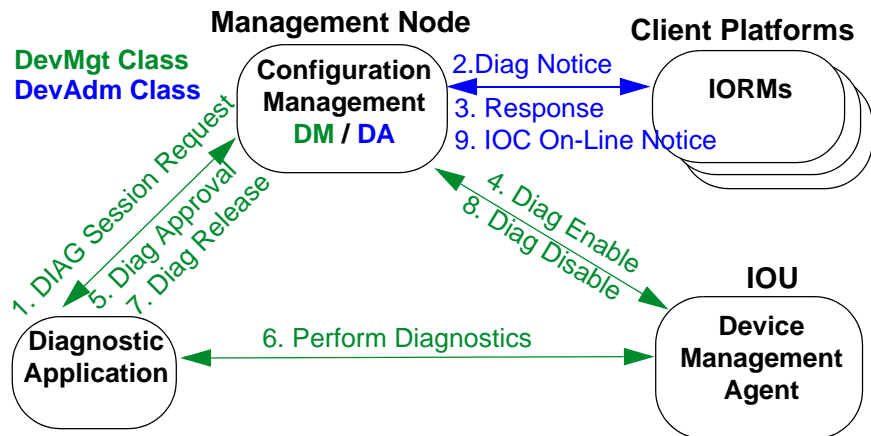 Management Node
Client Platforms
DevMgt Class
DevAdm Class
Configuration
Management
DM / DA
2.Diag Notice
3. Response
9. IOC On-Line Notice
IORMs
1. DIAG Session Request
5. Diag Approval
7. Diag Release
4. Diag Enable
8. Diag Disable
IOU
Diagnostic
Application
6. Perform Diagnostics
Device
Management
Agent